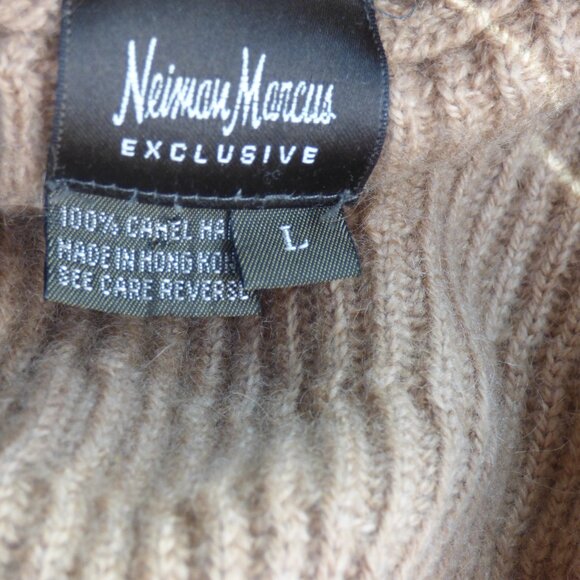 Neiman Marcus
EXCLUSIVE
100% CAMEL HA
MADE IN HONG KON
SEE CARE REVERSE
L